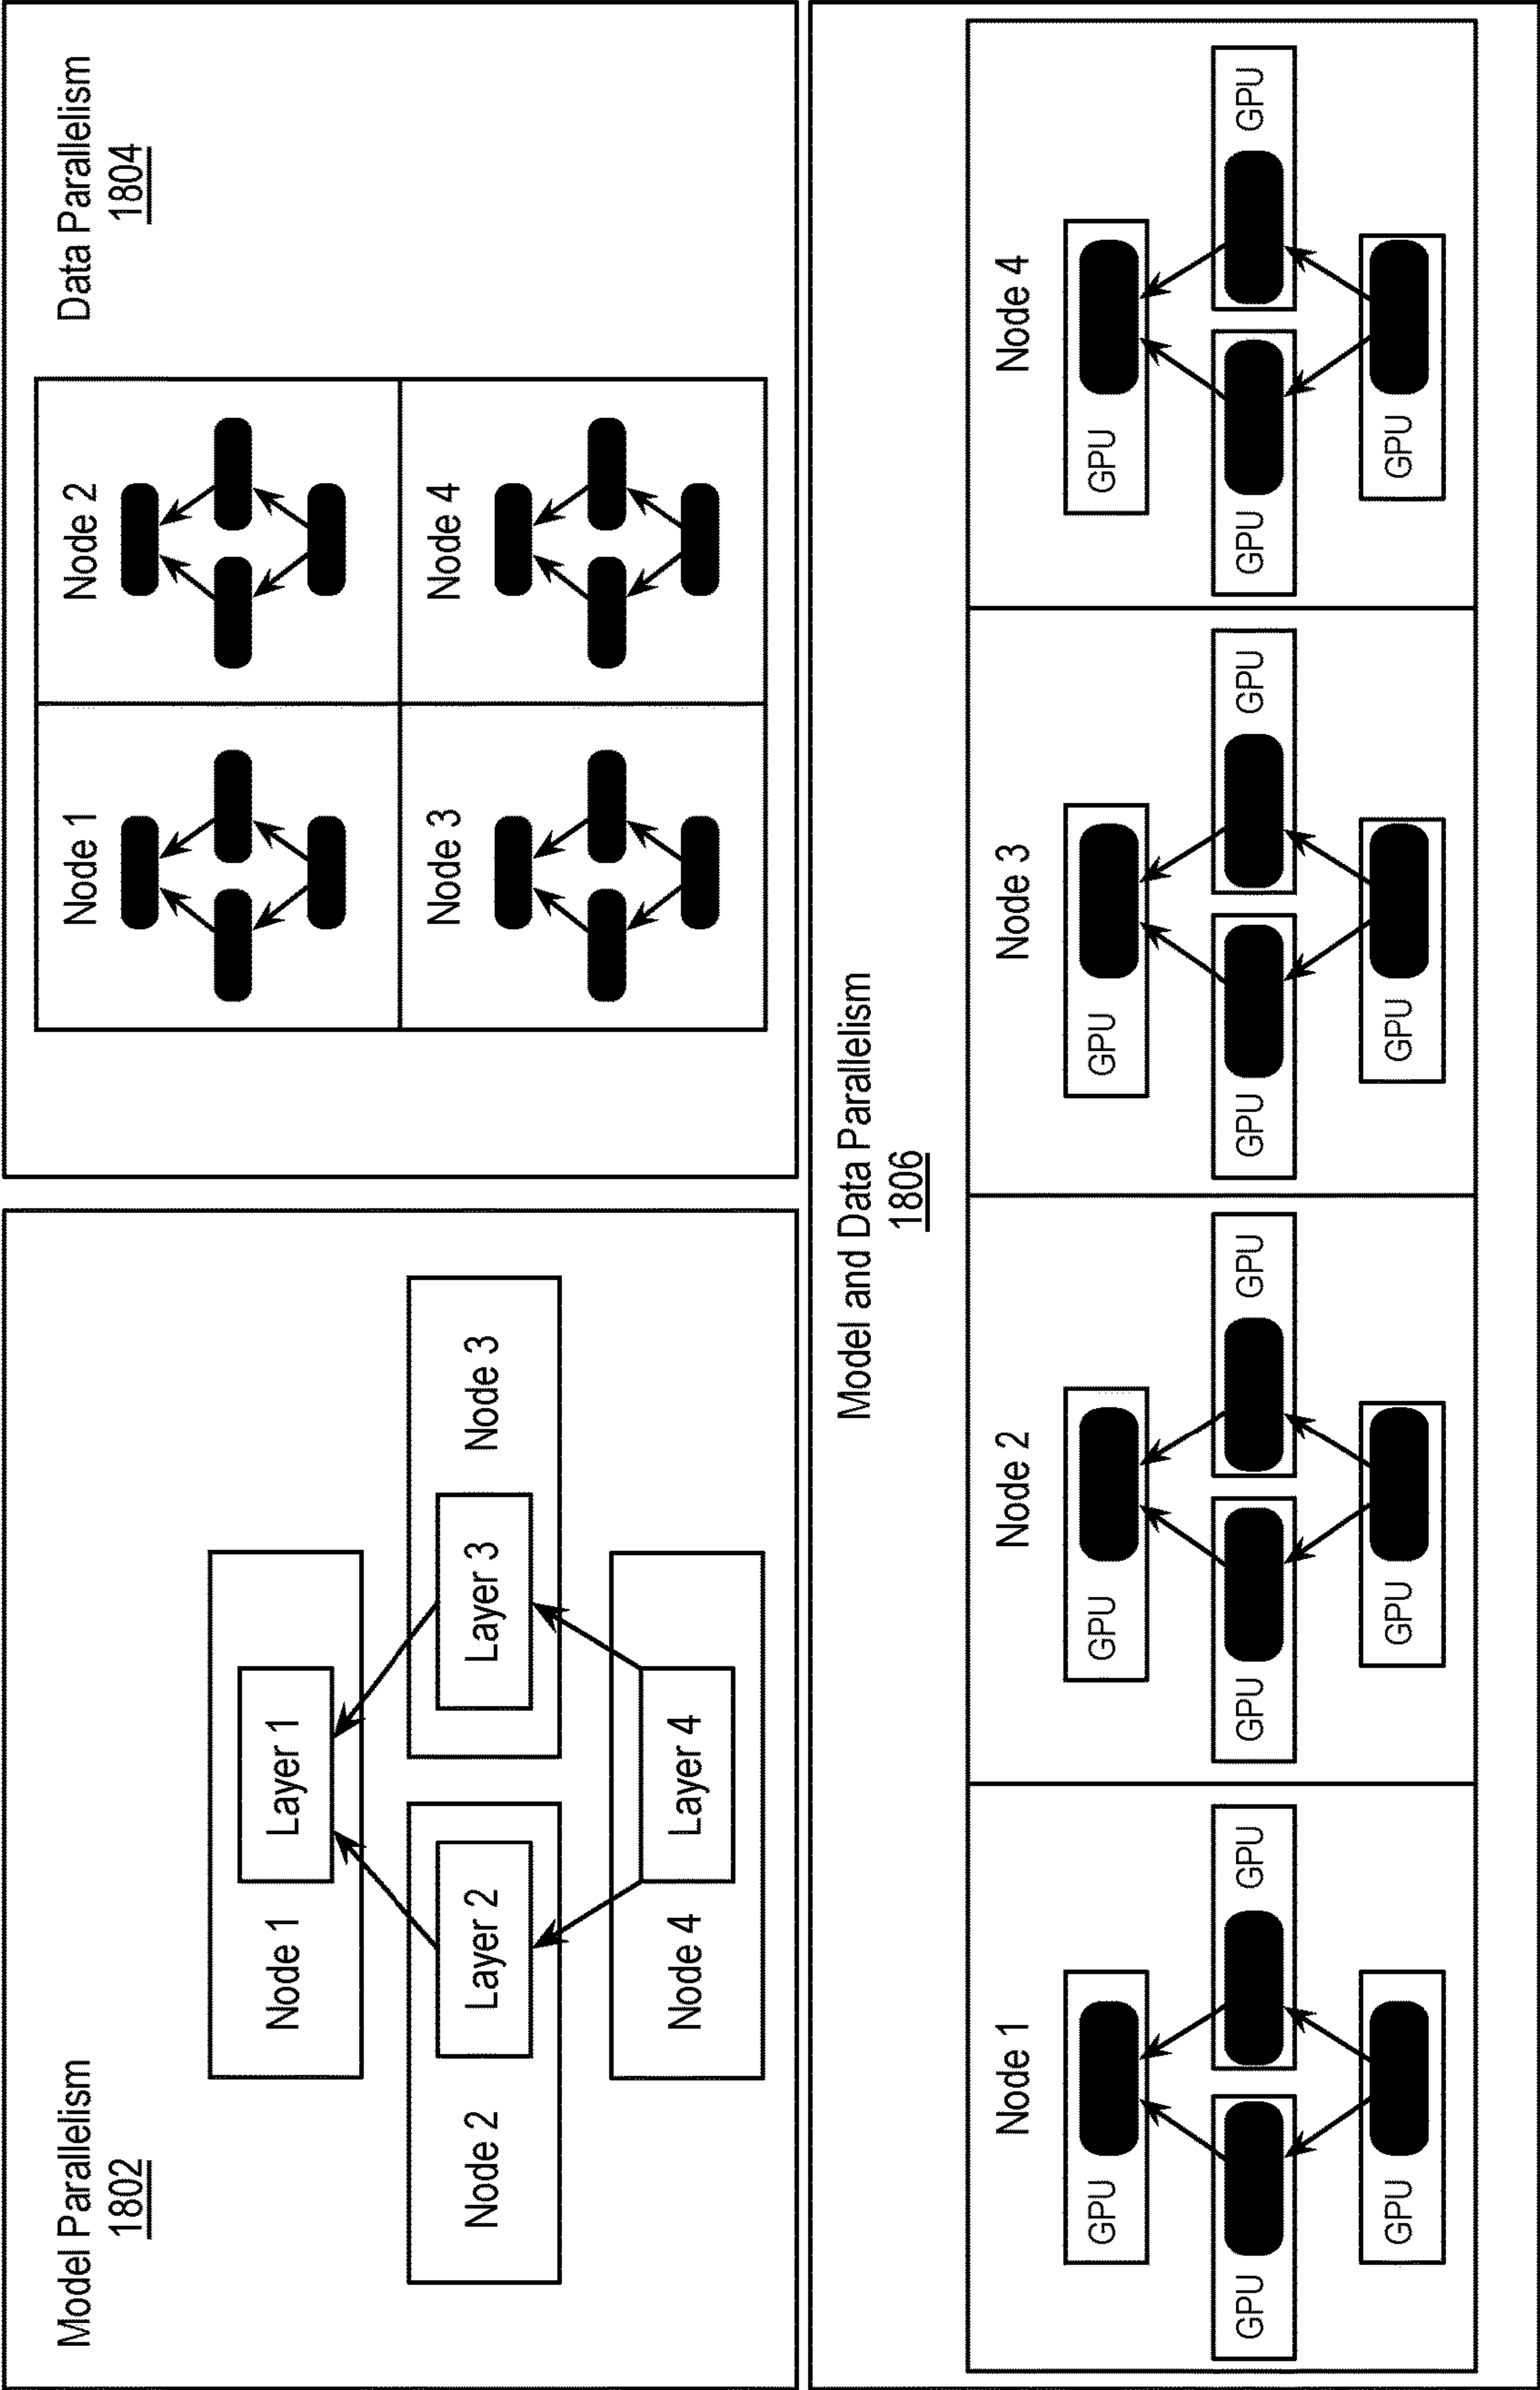 Model Parallelism
1802
Node 1
Layer 1
Node 2
Layer 2
Layer 3
Node 3
Node 4
Layer 4
Data Parallelism
1804
Node 1
Node 2
Node 3
Node 4
Model and Data Parallelism
1806
Node 1
GPU
GPU
GPU
GPU
Node 2
GPU
GPU
GPU
GPU
Node 3
GPU
GPU
GPU
GPU
Node 4
GPU
GPU
GPU
GPU